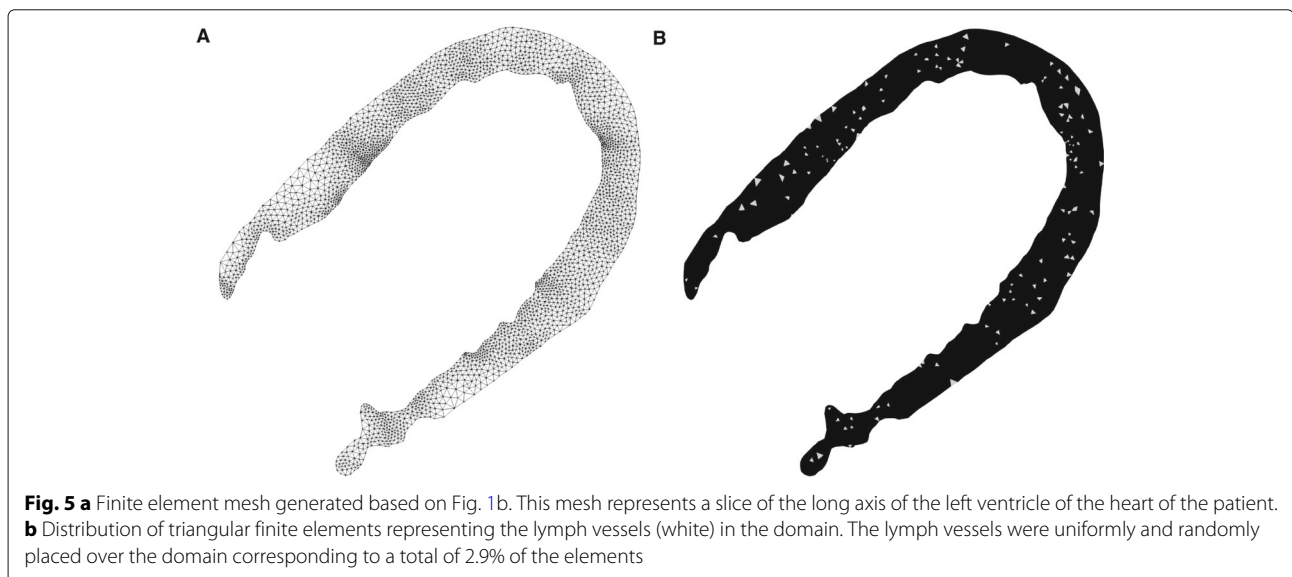 A
B
Fig. 5 a Finite element mesh generated based on Fig. 1b. This mesh represents a slice of the long axis of the left ventricle of the heart of the patient.
b Distribution of triangular finite elements representing the lymph vessels (white) in the domain. The lymph vessels were uniformly and randomly
placed over the domain corresponding to a total of 2.9% of the elements